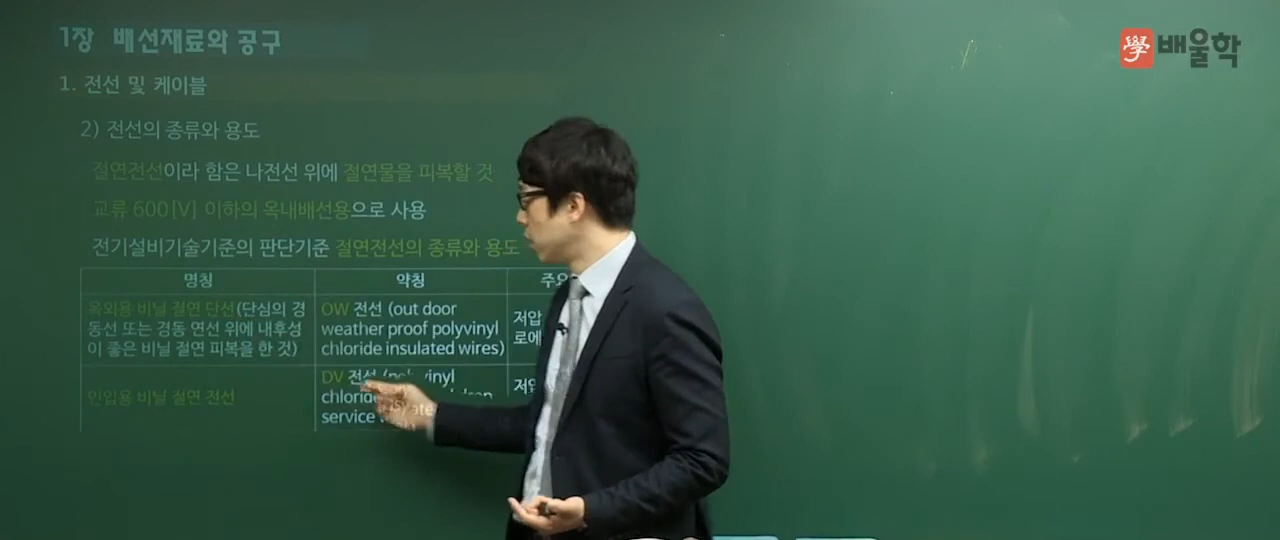 1장 배선재료와 공구
學 배울학
1. 전선 및 케이블
2) 전선의 종류와 용도
절연전선이라 함은 나전선 위에 절연물을 피복할 것
교류 600[V] 이하의 옥내배선용으로 사용
전기설비기술기준의 판단기준 절연전선의 종류와 용도
명칭 약칭 주요
옥외용 비닐 절연 단선(단심의 경
동선 또는 경동 연선 위에 내후성
이 좋은 비닐 절연 피복을 한 것)
OW 전선 (out door
weather proof polyvinyl
chloride insulated wires)
저압
로에
인입용 비닐 절연 전선
DV 전선
chloride
service
저압